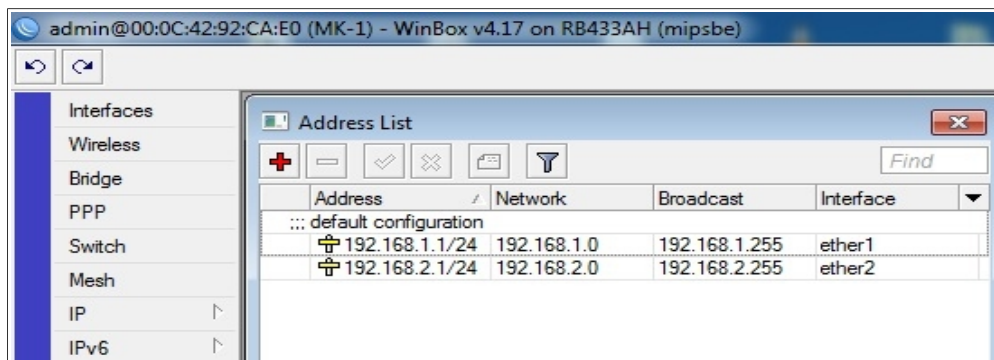 admin@00:0C:42:92:CA:E0 (MK-1) - WinBox v4.17 on RB433AH (mipsbe)
Interfaces
Wireless
Bridge
PPP
Switch
Mesh
IP
IPv6
Address List
Find
Address Network Broadcast Interface
::: default configuration
192.168.1.1/24 192.168.1.0 192.168.1.255 ether1
192.168.2.1/24 192.168.2.0 192.168.2.255 ether2